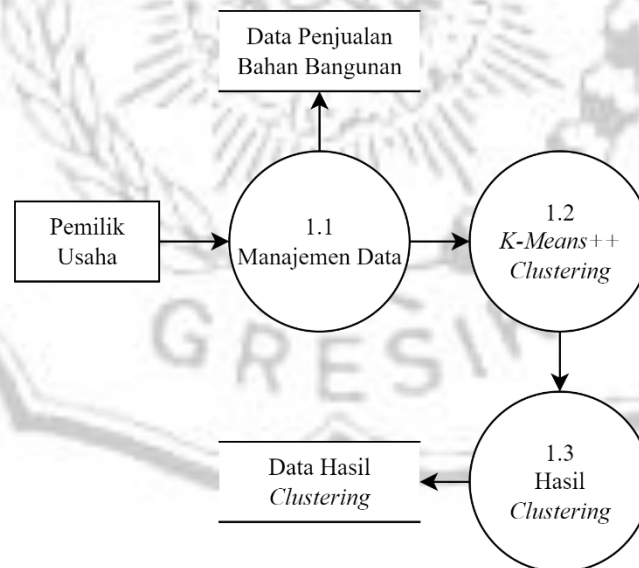 Data Penjualan
Bahan Bangunan
Pemilik
Usaha
1.1
Manajemen Data
1.2
K-Means++
Clustering
GRESIK
1.3
Hasil
Clustering
Data Hasil
Clustering